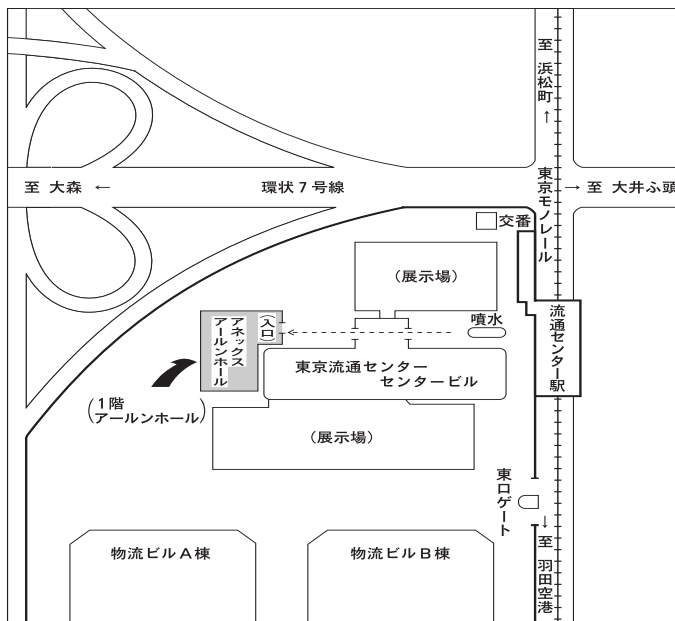 至 浜松町 →
至 大森 ←
環状7号線
東京モノレール
→ 至 大井ふ頭
交番
(展示場)
噴水
(入口)
アネックス
アールンホール
流通センター駅
東京流通センター
センタービル
(1階
アールンホール)
(展示場)
東口ゲート
← 至 羽田空港
物流ビルA棟
物流ビルB棟